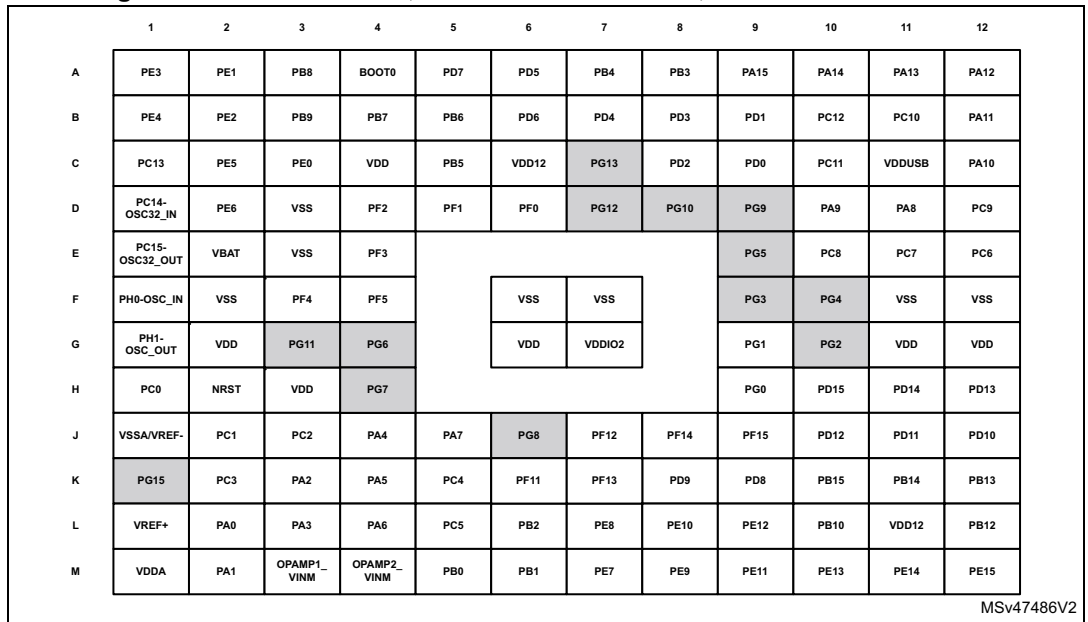 1 2 3 4 5 6 7 8 9 10 11 12
A PE3 PE1 PB8 BOOT0 PD7 PD5 PB4 PB3 PA15 PA14 PA13 PA12
B PE4 PE2 PB9 PB7 PB6 PD6 PD4 PD3 PD1 PC12 PC10 PA11
C PC13 PE5 PE0 VDD PB5 VDD12 PG13 PD2 PD0 PC11 VDDUSB PA10
D PC14-OSC32_IN PE6 VSS PF2 PF1 PF0 PG12 PG10 PG9 PA9 PA8 PC9
E PC15-OSC32_OUT VBAT VSS PF3 PG5 PC8 PC7 PC6
F PH0-OSC_IN VSS PF4 PF5 VSS VSS PG3 PG4 VSS VSS
G PH1-OSC_OUT VDD PG11 PG6 VDD VDDIO2 PG1 PG2 VDD VDD
H PC0 NRST VDD PG7 PG0 PD15 PD14 PD13
J VSSA/VREF- PC1 PC2 PA4 PA7 PG8 PF12 PF14 PF15 PD12 PD11 PD10
K PG15 PC3 PA2 PA5 PC4 PF11 PF13 PD9 PD8 PB15 PB14 PB13
L VREF+ PA0 PA3 PA6 PC5 PB2 PE8 PE10 PE12 PB10 VDD12 PB12
M VDDA PA1 OPAMP1_VINM OPAMP2_VINM PB0 PB1 PE7 PE9 PE11 PE13 PE14 PE15
MSv47486V2